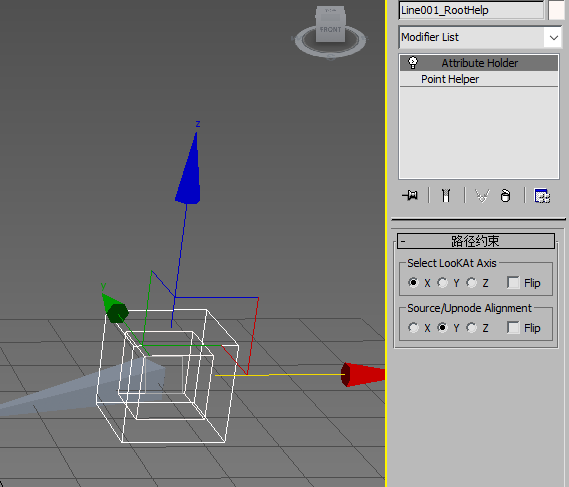 Line001_RootHelp
Modifier List
Attribute Holder
Point Helper
FRONT
z
Y
- 路径约束
Select LooKAt Axis
X Y Z Flip
Source/Upnode Alignment
X Y Z Flip